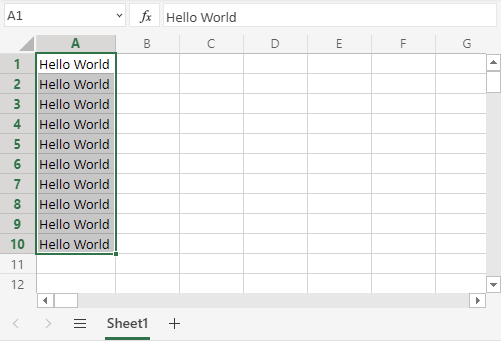 A1 fx Hello World
A B C D E F G
1 Hello World
2 Hello World
3 Hello World
4 Hello World
5 Hello World
6 Hello World
7 Hello World
8 Hello World
9 Hello World
10 Hello World
11
12
Sheet1